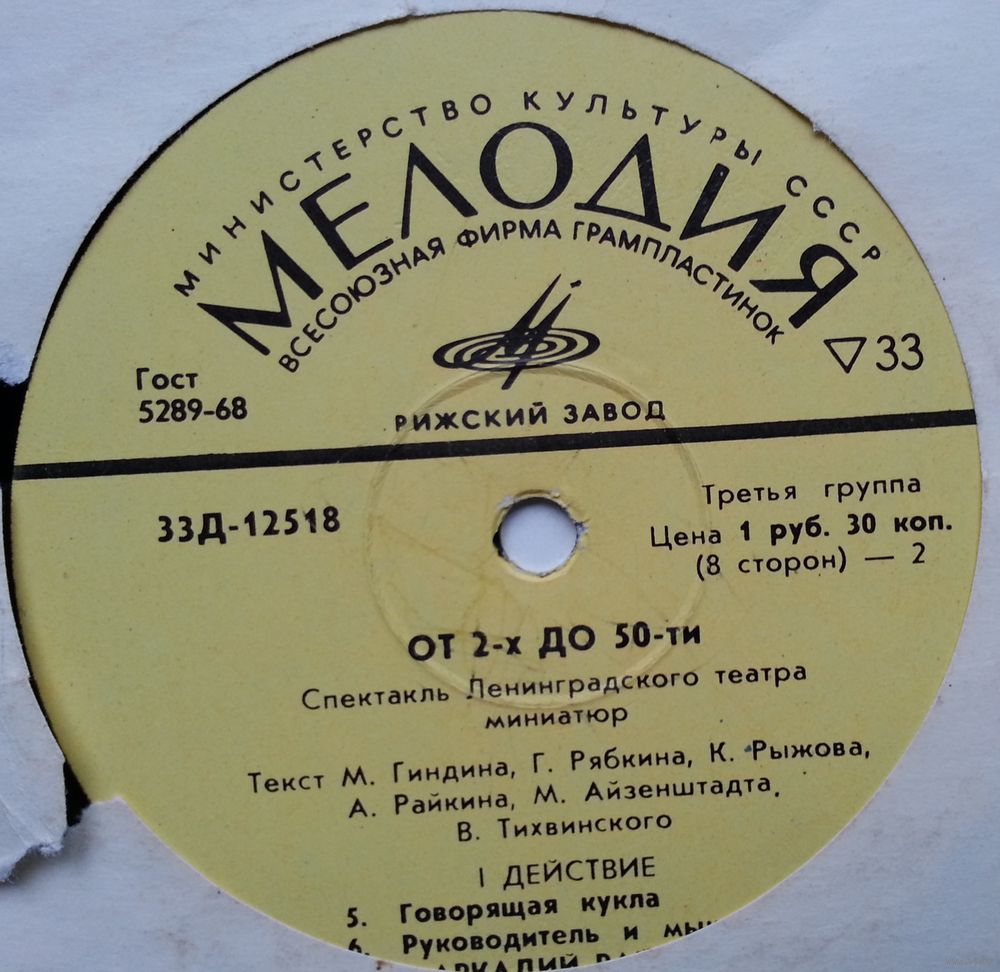 МИНИСТЕРСТВО КУЛЬТУРЫ СССР
МЕЛОДИЯ
ВСЕСОЮЗНАЯ ФИРМА ГРАМПЛАСТИНОК
33
Гост
5289-68
РИЖСКИЙ ЗАВОД
33Д-12518
Третья группа
Цена 1 руб. 30 коп.
(8 сторон) — 2
ОТ 2-х ДО 50-ти
Спектакль Ленинградского театра
миниатюр
Текст М. Гиндина, Г. Рябкина, К. Рыжова,
А. Райкина, М. Айзенштадта,
В. Тихвинского
I ДЕЙСТВИЕ
5. Говорящая кукла
6. Руководитель и
АРКАДИЙ